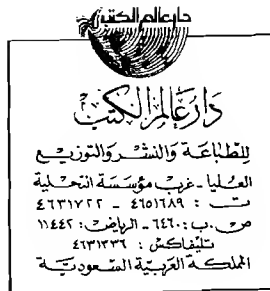 دار عالم الكتب
دار عالم الكتب
للطباعة والنشر والتوزيع
العليا - غرب مؤسسة التحلية
ت : ٤٦٥١٦٨٩ - ٤٦٣١٧٢٢
ص.ب : ٦٤٦٠ - الرياض : ١١٤٤٢
تليفاكس : ٤٦٣١٣٣٦
المملكة العربية السعودية